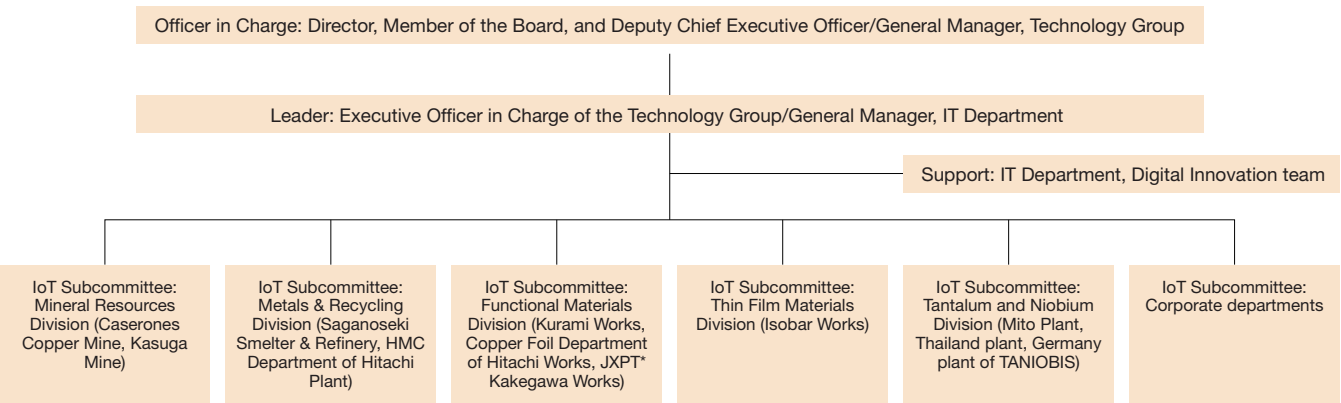 Officer in Charge: Director, Member of the Board, and Deputy Chief Executive Officer/General Manager, Technology Group
Leader: Executive Officer in Charge of the Technology Group/General Manager, IT Department
Support: IT Department, Digital Innovation team
IoT Subcommittee:
Mineral Resources
Division (Caserones
Copper Mine, Kasuga
Mine)
IoT Subcommittee:
Metals & Recycling
Division (Saganoseki
Smelter & Refinery, HMC
Department of Hitachi
Plant)
IoT Subcommittee:
Functional Materials
Division (Kurami Works,
Copper Foil Department
of Hitachi Works, JXPT*
Kakegawa Works)
IoT Subcommittee:
Thin Film Materials
Division (Isobar Works)
IoT Subcommittee:
Tantalum and Niobium
Division (Mito Plant,
Thailand plant, Germany
plant of TANIOBIS)
IoT Subcommittee:
Corporate departments